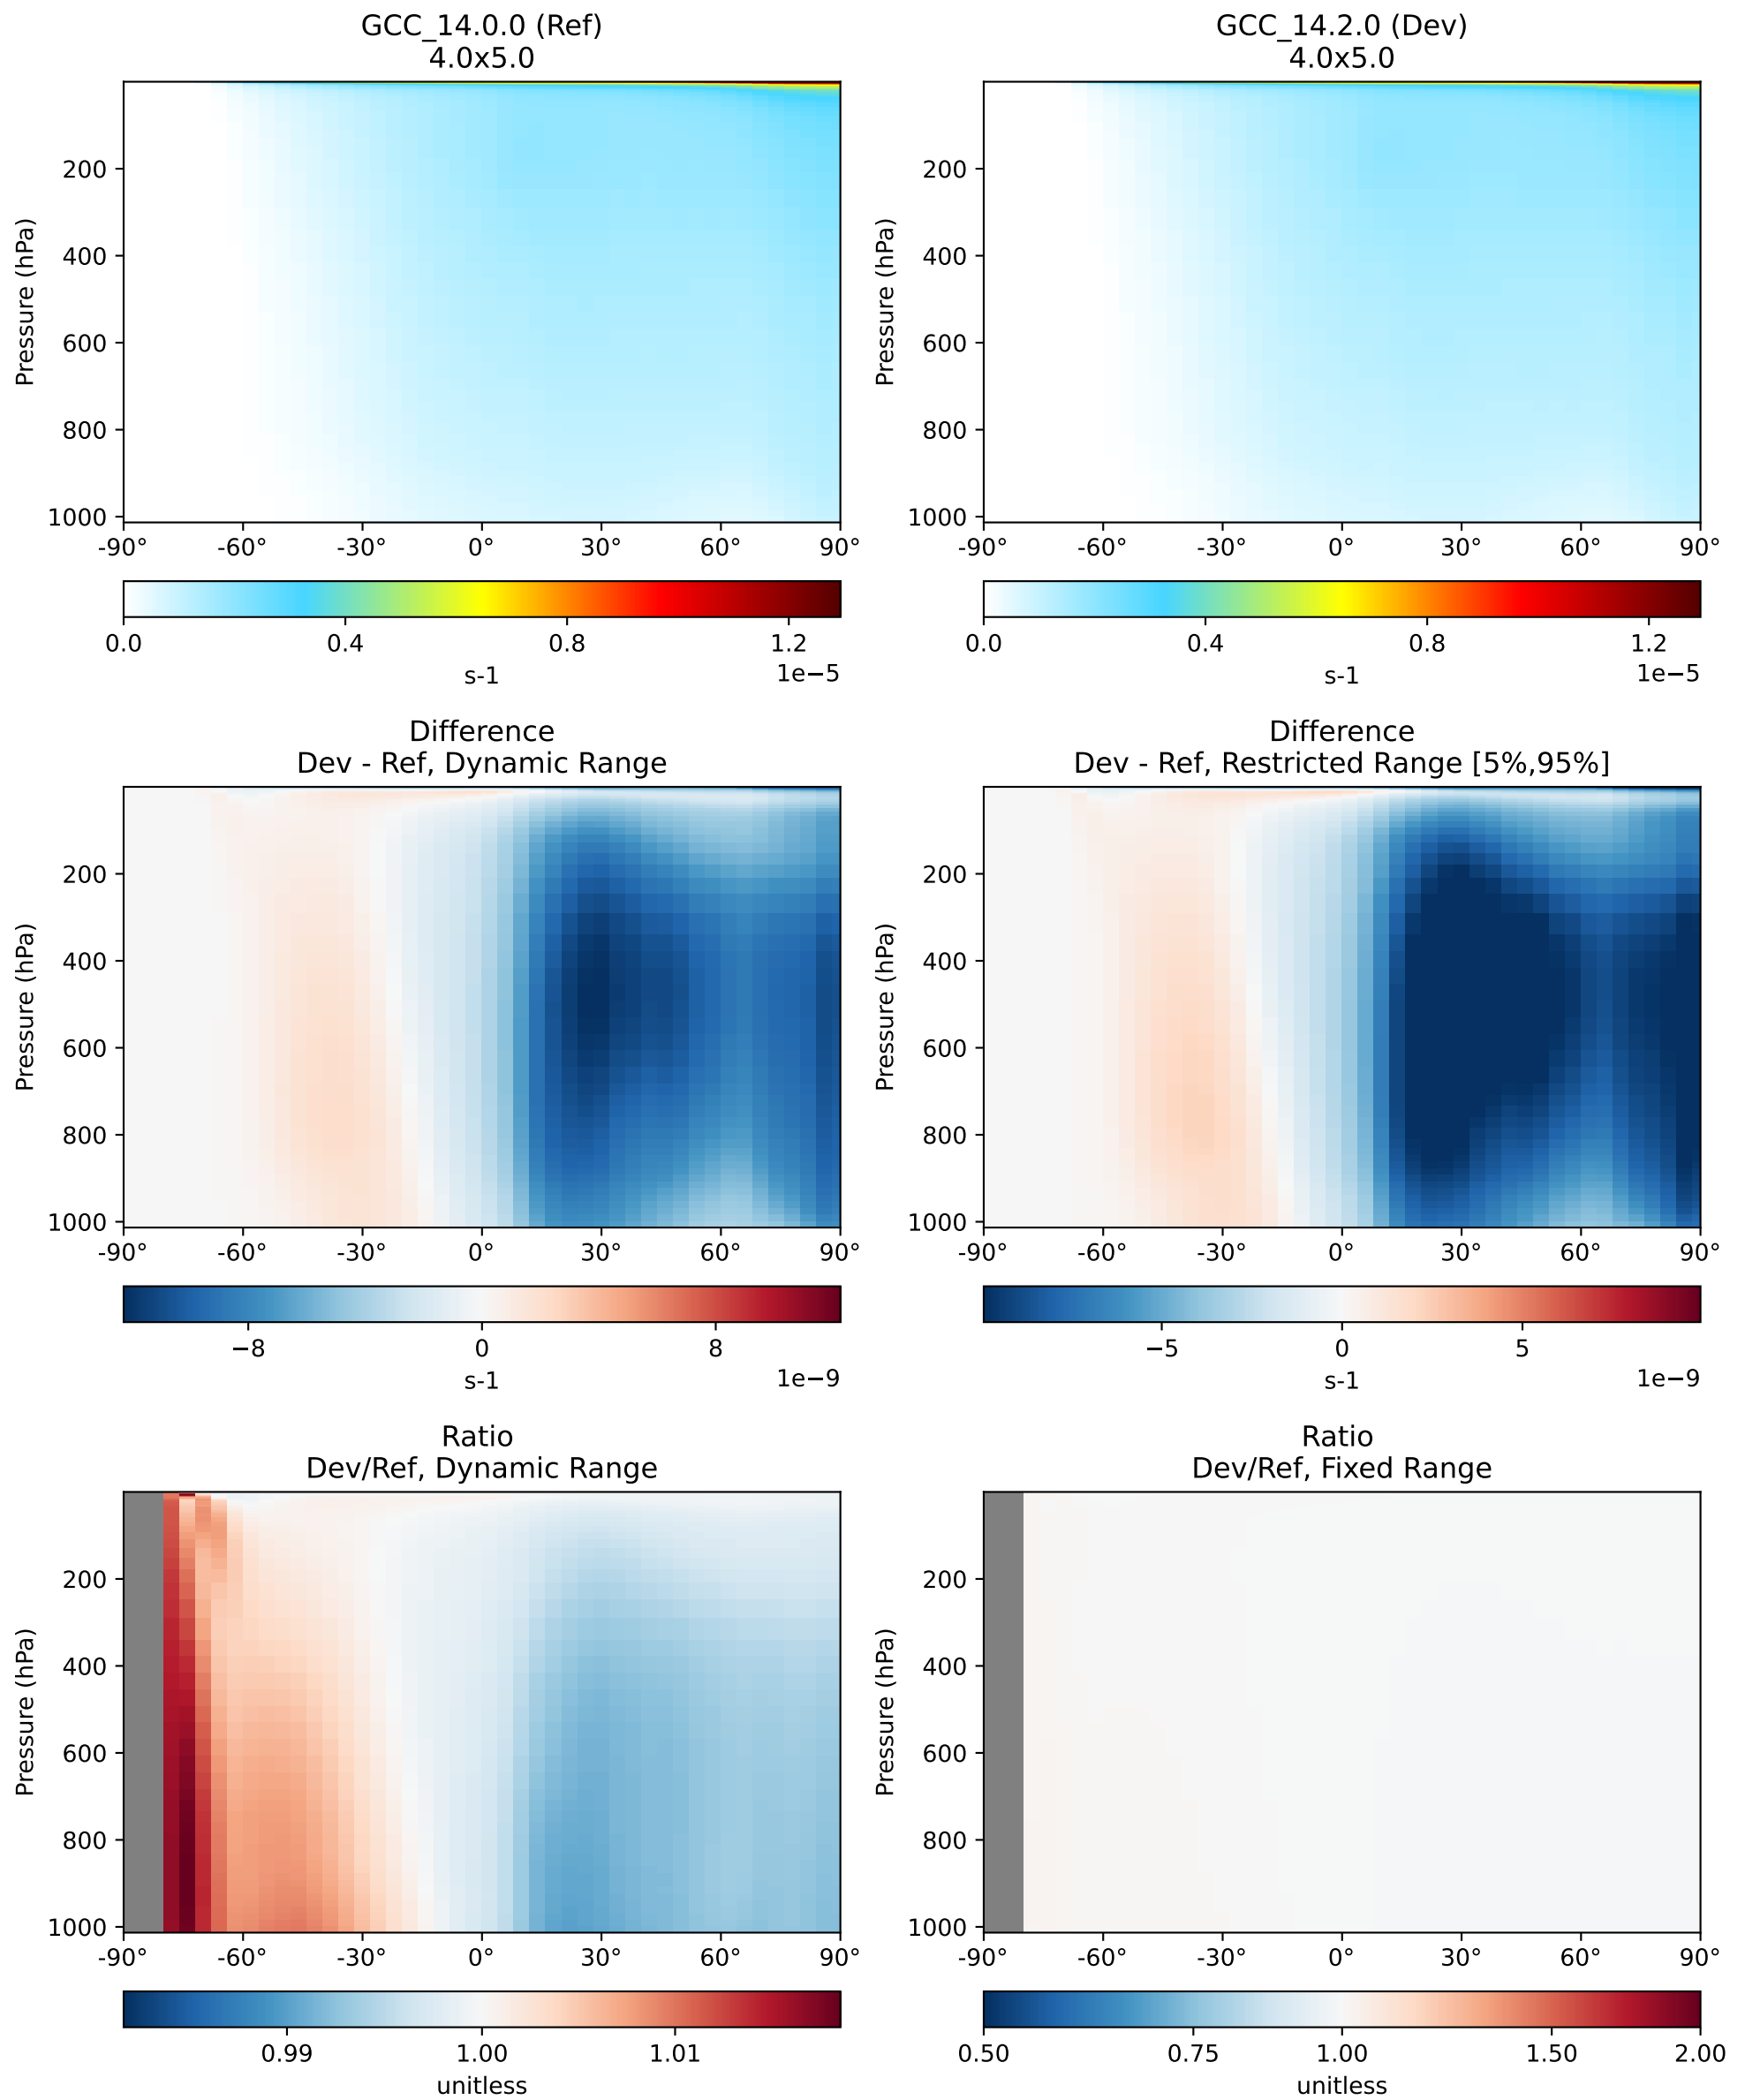 GCC_14.0.0 (Ref)
4.0x5.0
Pressure (hPa)
200
400
600
800
1000
-90° -60° -30° 0° 30° 60° 90°
0.0 0.4 0.8 1.2
s-1
1e−5
GCC_14.2.0 (Dev)
4.0x5.0
Pressure (hPa)
200
400
600
800
1000
-90° -60° -30° 0° 30° 60° 90°
0.0 0.4 0.8 1.2
s-1
1e−5
Difference
Dev - Ref, Dynamic Range
Pressure (hPa)
200
400
600
800
1000
-90° -60° -30° 0° 30° 60° 90°
−8 0 8
s-1
1e−9
Difference
Dev - Ref, Restricted Range [5%,95%]
Pressure (hPa)
200
400
600
800
1000
-90° -60° -30° 0° 30° 60° 90°
−5 0 5
s-1
1e−9
Ratio
Dev/Ref, Dynamic Range
Pressure (hPa)
200
400
600
800
1000
-90° -60° -30° 0° 30° 60° 90°
0.99 1.00 1.01
unitless
Ratio
Dev/Ref, Fixed Range
Pressure (hPa)
200
400
600
800
1000
-90° -60° -30° 0° 30° 60° 90°
0.50 0.75 1.00 1.50 2.00
unitless